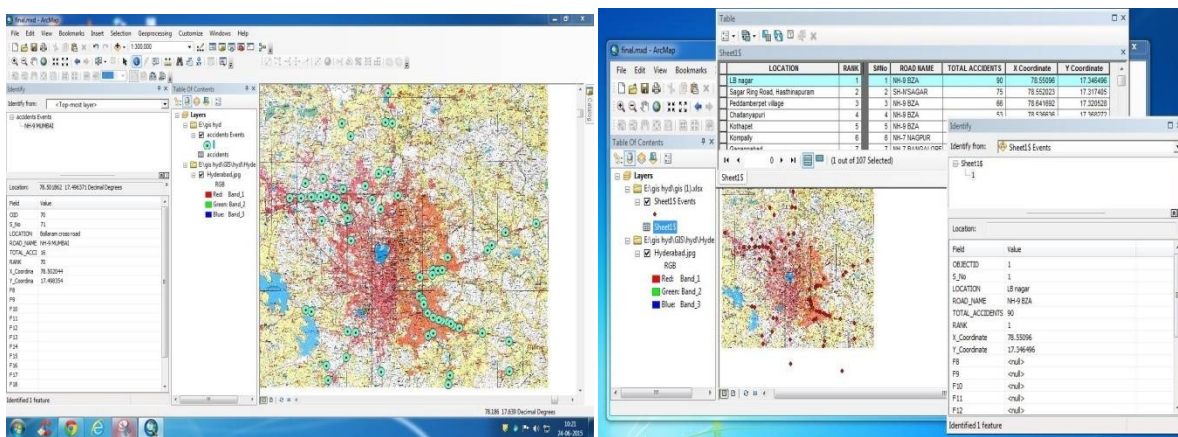 final.mxd - ArcMap
File Edit View Bookmarks Insert Selection Geoprocessing Customize Windows Help
1:300,000
Identify
Identify from: <Top-most layer>
accidents Events
NH-9 MUMBAI
Location: 78.501862 17.496371 Decimal Degrees
Field Value
OID 70
S_No 71
LOCATION Bollaram cross road
ROAD_NAME NH-9 MUMBAI
TOTAL_ACCI 16
RANK 70
X_Coordina 78.502044
Y_Coordina 17.498354
F8
F9
F10
F11
F12
F13
F14
F15
F16
F17
F18
Identified 1 feature
Table Of Contents
Layers
E:\gis hyd
accidents Events
accidents
E:\gis hyd\GIS\hyd\Hyde
Hyderabad.jpg
RGB
Red: Band_1
Green: Band_2
Blue: Band_3
Catalog
78.186 17.639 Decimal Degrees
10:21
24-06-2015
final.mxd - ArcMap
File Edit View Bookmarks
Table Of Contents
Layers
E:\gis hyd\gis (1).xlsx
Sheet1$ Events
Sheet1$
E:\gis hyd\GIS\hyd\Hyde
Hyderabad.jpg
RGB
Red: Band_1
Green: Band_2
Blue: Band_3
Table
Sheet1$
LOCATION RANK S#No ROAD NAME TOTAL ACCIDENTS X Coordinate Y Coordinate
LB nagar 1 1 NH-9 BZA 90 78.55096 17.346496
Sagar Ring Road, Hasthinapuram 2 2 SH-N'SAGAR 75 78.552023 17.317405
Peddamberpet village 3 3 NH-9 BZA 66 78.641692 17.320528
Chaitanyapuri 4 4 NH-9 BZA 53 17.368272
Kothapet 5 5 NH-9 BZA
Kompally 6 6 NH-7 NAGPUR
7 7 NH-7 BANGALORE
0 (1 out of 107 Selected)
Sheet1$
Identify
Identify from: Sheet1$ Events
Sheet1$
1
Location:
Field Value
OBJECTID 1
S_No 1
LOCATION LB nagar
ROAD_NAME NH-9 BZA
TOTAL_ACCIDENTS 90
RANK 1
X_Coordinate 78.55096
Y_Coordinate 17.346496
F8 <null>
F9 <null>
F10 <null>
F11 <null>
F12 <null>
Identified 1 feature